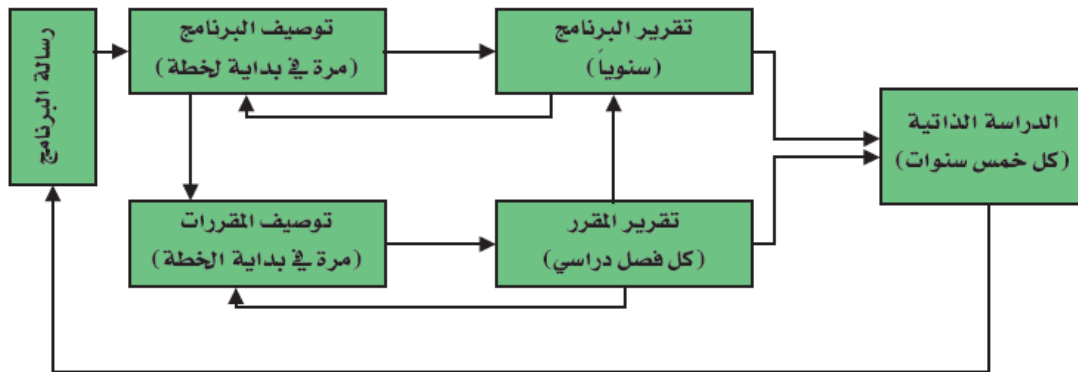 رسالة البرنامج
توصيف البرنامج
(مرة في بداية لخطة)
تقرير البرنامج
(سنوياً)
الدراسة الذاتية
(كل خمس سنوات)
توصيف المقررات
(مرة في بداية الخطة)
تقرير المقرر
(كل فصل دراسي)